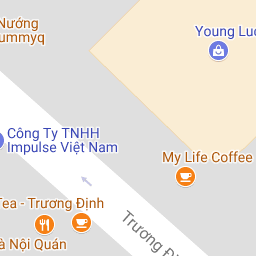 Nướng
ummyq
Young Luc
Công Ty TNHH
Impulse Việt Nam
My Life Coffee
Tea - Trương Định
à Nội Quán
Trương Đị